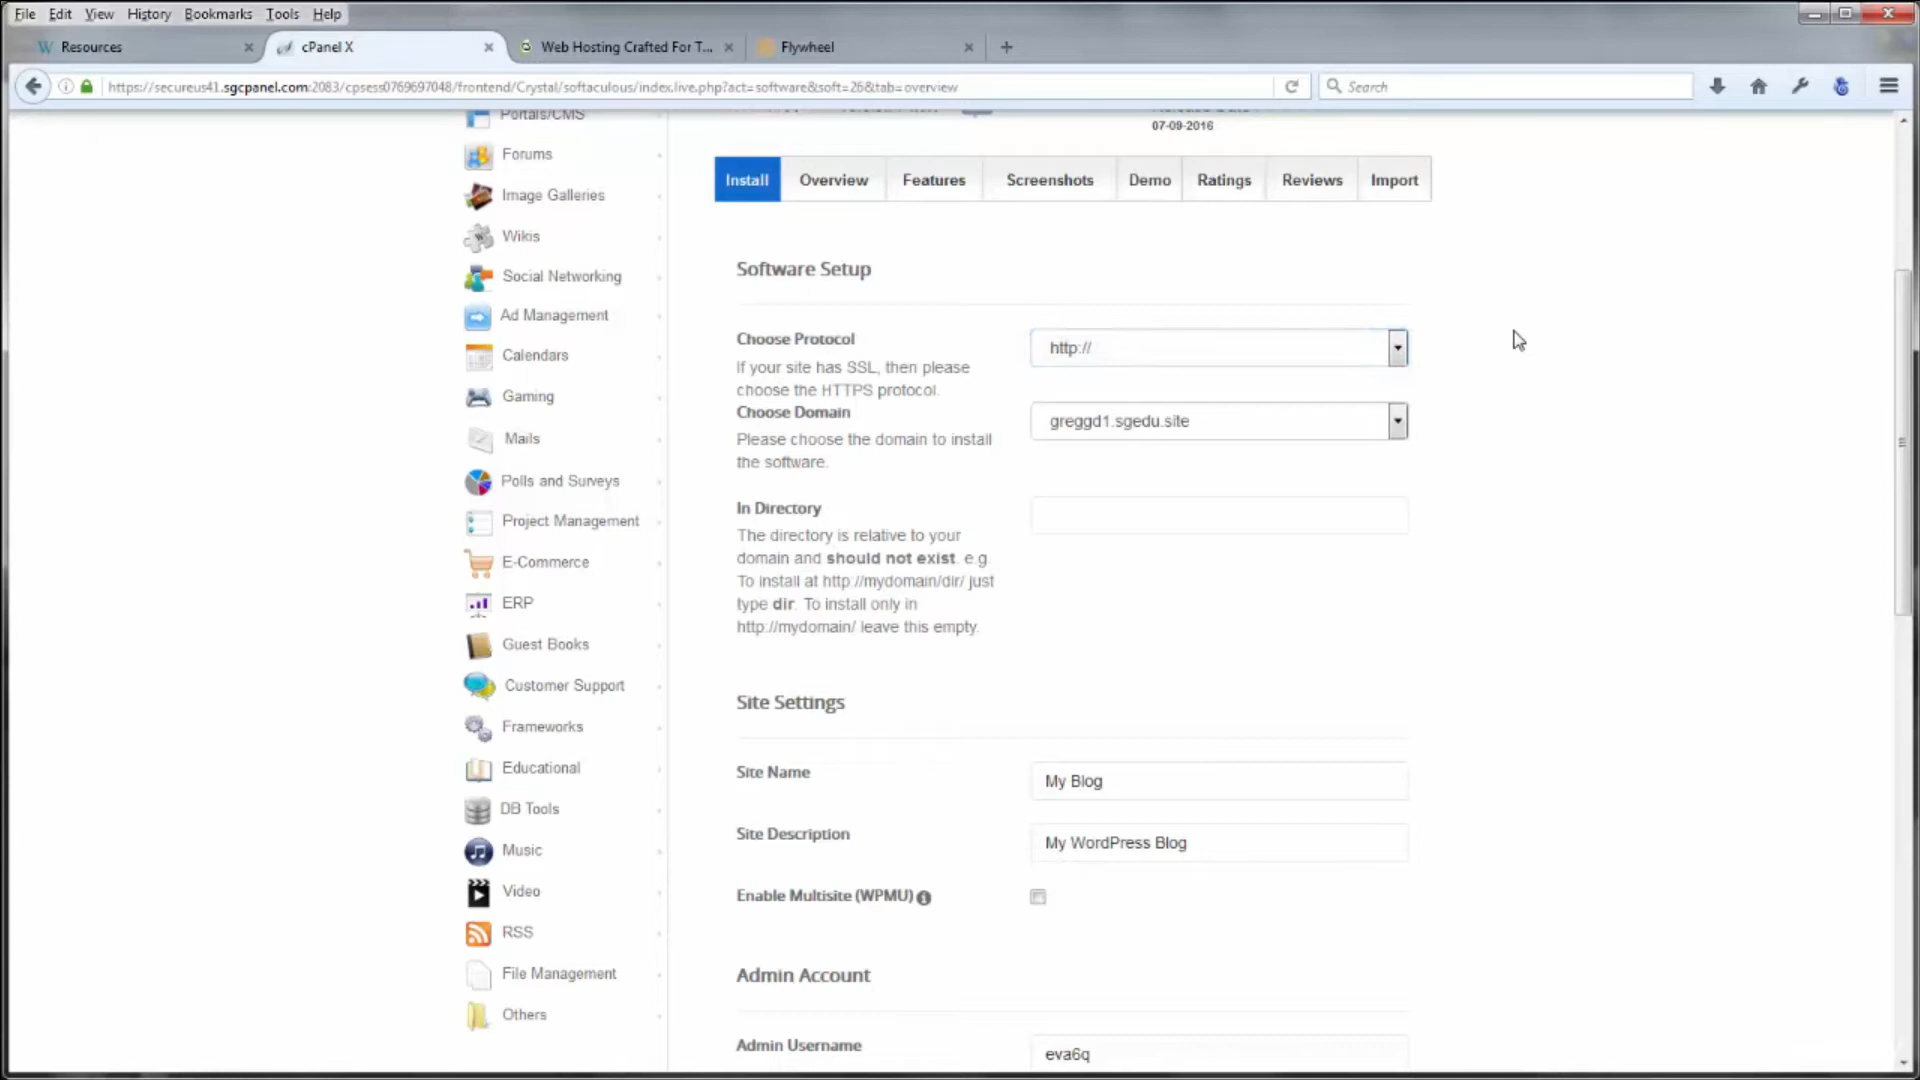 File Edit View History Bookmarks Tools Help
Resources
cPanel X
Web Hosting Crafted For T...
Flywheel
https://secureus41.sgcpanel.com:2083/cpsess0769697048/frontend/Crystal/softaculous/index.live.php?act=software&soft=26&tab=overview
Search
Portals/CMS
07-09-2016
Forums
Install Overview Features Screenshots Demo Ratings Reviews Import
Image Galleries
Wikis
Social Networking
Ad Management
Calendars
Gaming
Mails
Polls and Surveys
Project Management
E-Commerce
ERP
Guest Books
Customer Support
Frameworks
Educational
DB Tools
Music
Video
RSS
File Management
Others
Software Setup
Choose Protocol
http://
If your site has SSL, then please
choose the HTTPS protocol.
Choose Domain
greggd1.sgedu.site
Please choose the domain to install
the software.
In Directory
The directory is relative to your
domain and should not exist. e.g.
To install at http://mydomain/dir/ just
type dir. To install only in
http://mydomain/ leave this empty.
Site Settings
Site Name
My Blog
Site Description
My WordPress Blog
Enable Multisite (WPMU)
Admin Account
Admin Username
eva6q